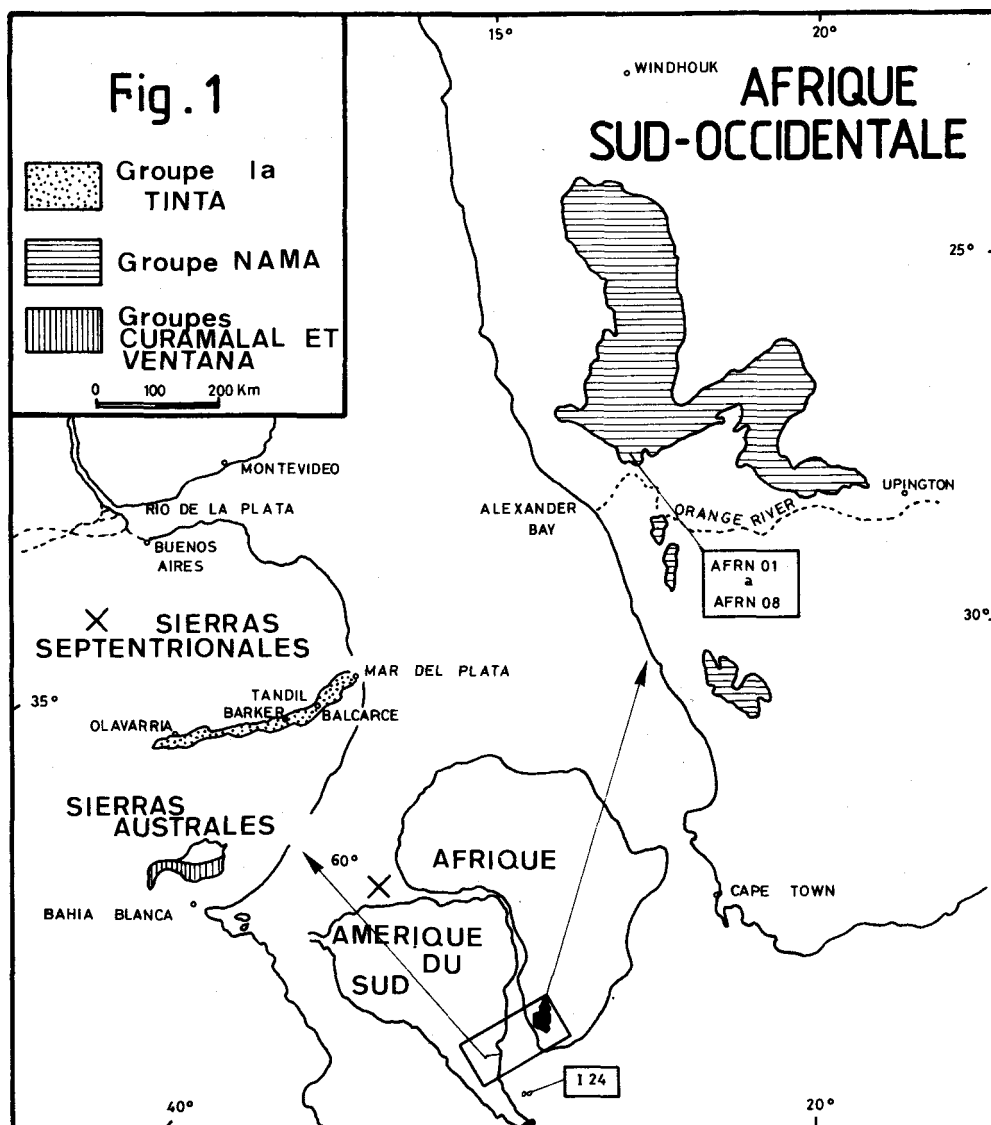 Fig. 1
Groupe la
TINTA
Groupe NAMA
Groupes
CURAMALAL ET
VENTANA
0 100 200 Km
15°
20°
WINDHOUK
AFRIQUE
SUD-OCCIDENTALE
25°
MONTEVIDEO
RIO DE LA PLATA
BUENOS
AIRES
ALEXANDER
BAY
ORANGE RIVER
UPINGTON
AFRN 01
a
AFRN 08
30°
SIERRAS
SEPTENTRIONALES
MAR DEL PLATA
35°
TANDIL
BARKER
BALCARCE
OLAVARRIA
SIERRAS
AUSTRALES
60°
AFRIQUE
BAHIA BLANCA
CAPE TOWN
AMERIQUE
DU
SUD
I 24
40°
20°